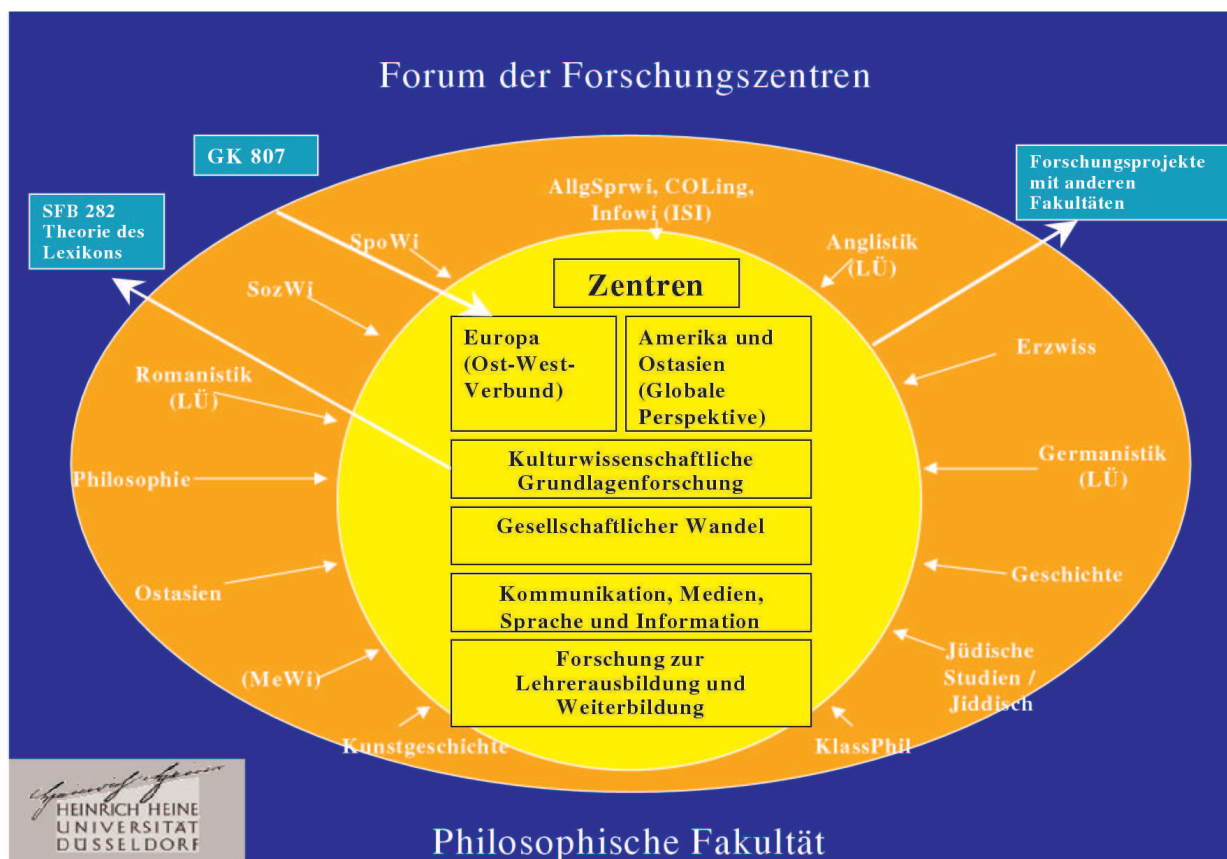 Forum der Forschungszentren
GK 807
SFB 282
Theorie des
Lexikons
Forschungsprojekte
mit anderen
Fakultäten
AllgSprwi, COLing,
Infowi (ISI)
SpoWi
Anglistik
(LÜ)
SozWi
Erzwiss
Romanistik
(LÜ)
Germanistik
(LÜ)
Philosophie
Ostasien
Geschichte
(MeWi)
Jüdische
Studien /
Jiddisch
Kunstgeschichte
KlassPhil
Zentren
Europa
(Ost-West-
Verbund)
Amerika und
Ostasien
(Globale
Perspektive)
Kulturwissenschaftliche
Grundlagenforschung
Gesellschaftlicher Wandel
Kommunikation, Medien,
Sprache und Information
Forschung zur
Lehrerausbildung und
Weiterbildung
HEINRICH HEINE
UNIVERSITÄT
DÜSSELDORF
Philosophische Fakultät